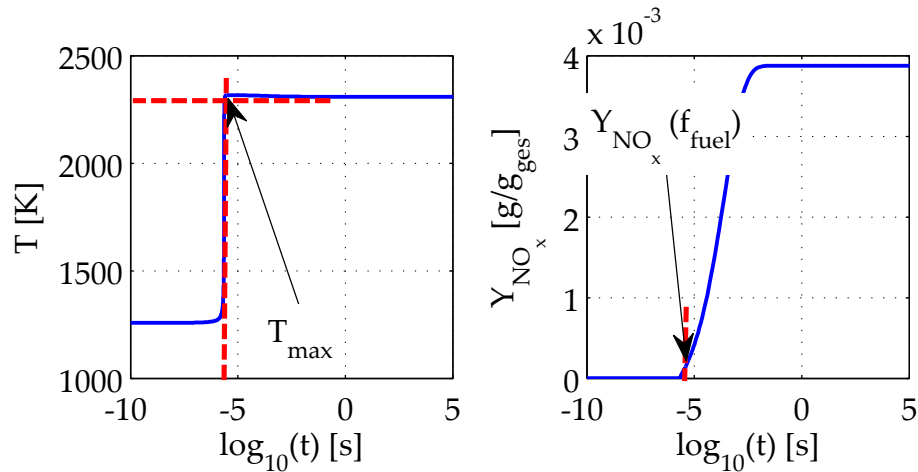 2500
2000
1500
1000
T [K]
T_max
-10 -5 0 5
log_10(t) [s]
x 10^-3
4
3
2
1
0
Y_NO_x [g/g_ges]
Y_NO_x (f_fuel)
-10 -5 0 5
log_10(t) [s]